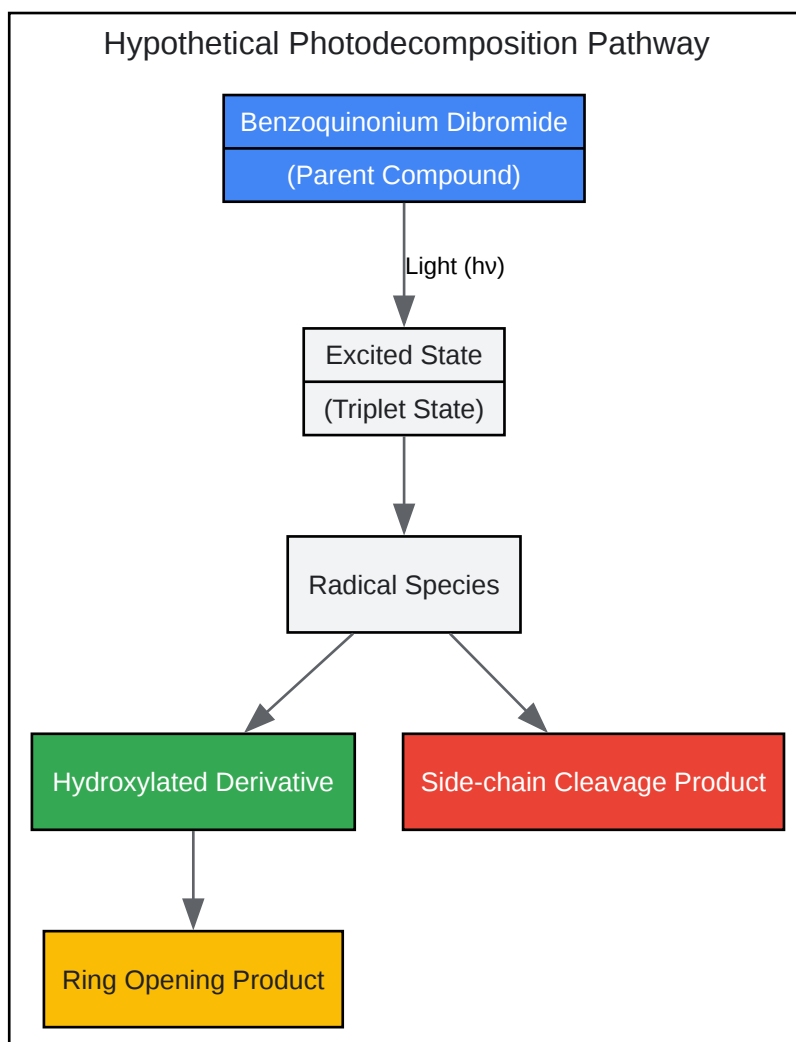 Hypothetical Photodecomposition Pathway
Benzoquinonium Dibromide
(Parent Compound)
Light (hν)
Excited State
(Triplet State)
Radical Species
Hydroxylated Derivative
Side-chain Cleavage Product
Ring Opening Product